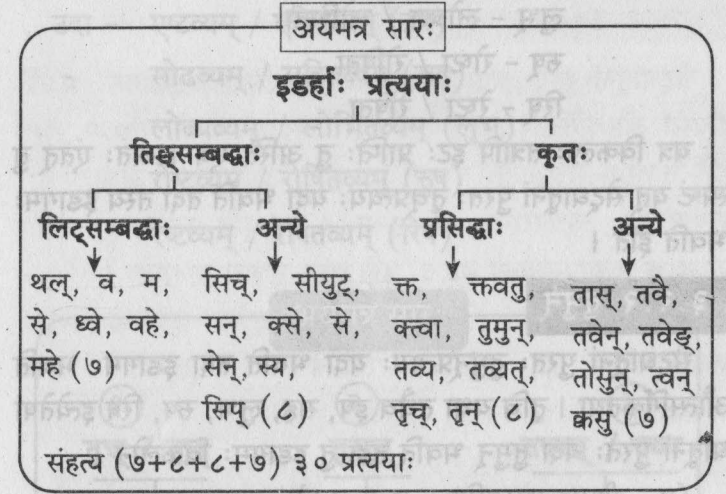 अयमत्र सारः
इडर्हाः प्रत्ययाः
तिङ्सम्बद्धाः
कृतः
लिट्सम्बद्धाः
अन्ये
प्रसिद्धाः
अन्ये
थल्, व, म,
से, ध्वे, वहे,
महे (७)
सिच्, सीयुट्,
सन्, क्से, से,
सेन्, स्य,
सिप् (८)
क्त, क्तवतु,
क्त्वा, तुमुन्,
तव्य, तव्यत्,
तृच्, तृन् (८)
तास्, तवै,
तवेन्, तवेङ्,
तोसुन्, त्वन्
क्वसु (७)
संहत्य (७+८+८+७) ३० प्रत्ययाः